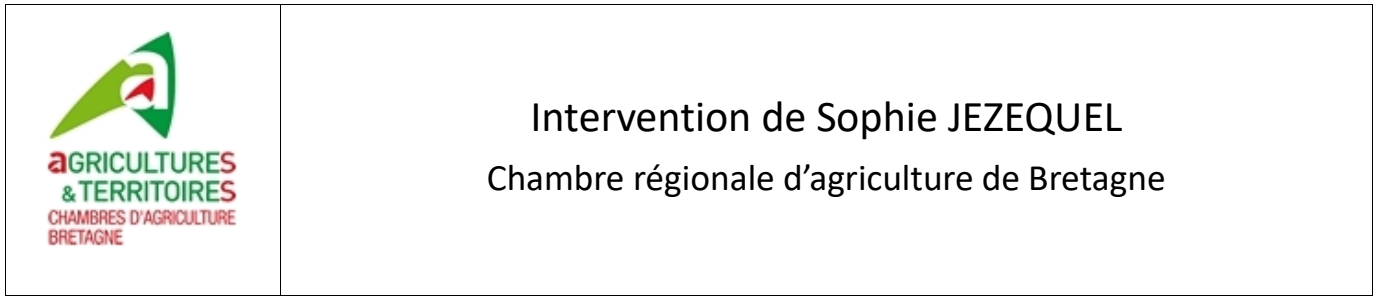 a
aGRICULTURES
& TERRITOIRES
CHAMBRES D'AGRICULTURE
BRETAGNE
Intervention de Sophie JEZEQUEL
Chambre régionale d’agriculture de Bretagne